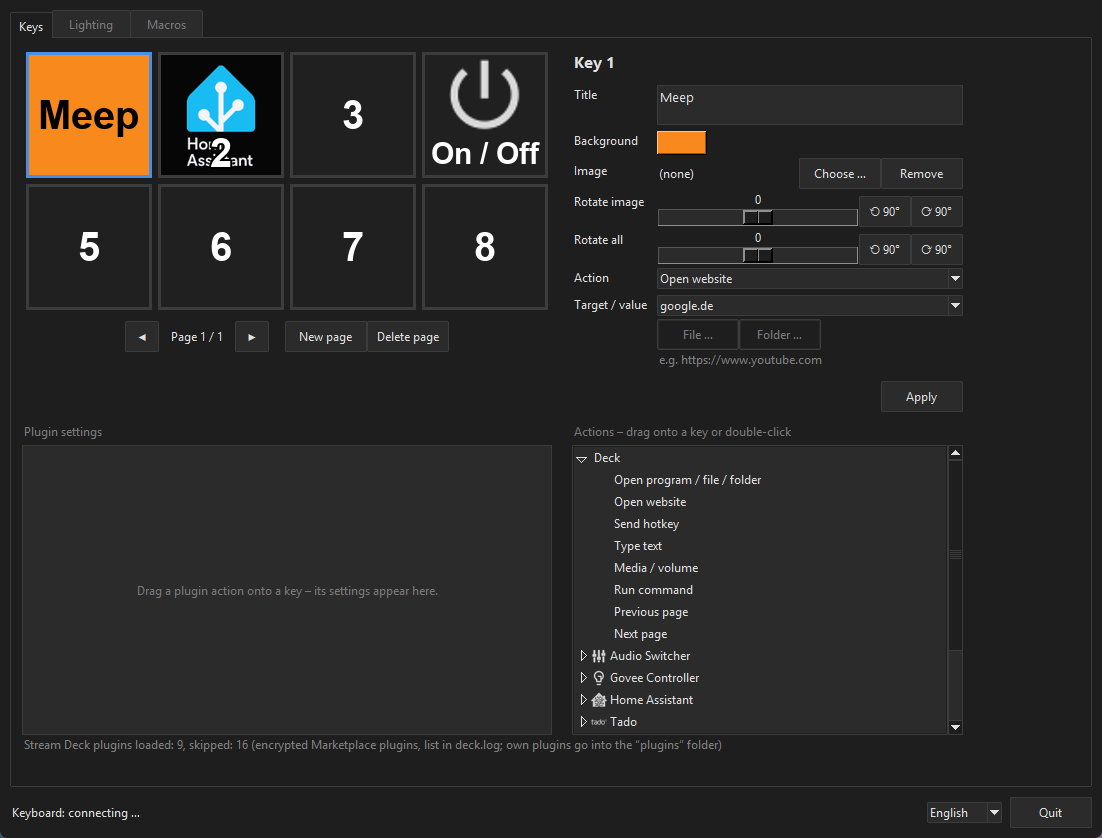 Keys Lighting Macros
Meep
Home
Assistant
2
3
On / Off
5
6
7
8
◄ Page 1 / 1 ► New page Delete page
Key 1
Title Meep
Background
Image (none) Choose ... Remove
Rotate image 0 ⟲ 90° ⟳ 90°
Rotate all 0 ⟲ 90° ⟳ 90°
Action Open website
Target / value google.de
File ... Folder ...
e.g. https://www.youtube.com
Apply
Plugin settings
Drag a plugin action onto a key – its settings appear here.
Actions – drag onto a key or double-click
Deck
Open program / file / folder
Open website
Send hotkey
Type text
Media / volume
Run command
Previous page
Next page
Audio Switcher
Govee Controller
Home Assistant
tado° Tado
Stream Deck plugins loaded: 9, skipped: 16 (encrypted Marketplace plugins, list in deck.log; own plugins go into the “plugins” folder)
Keyboard: connecting ...
English Quit